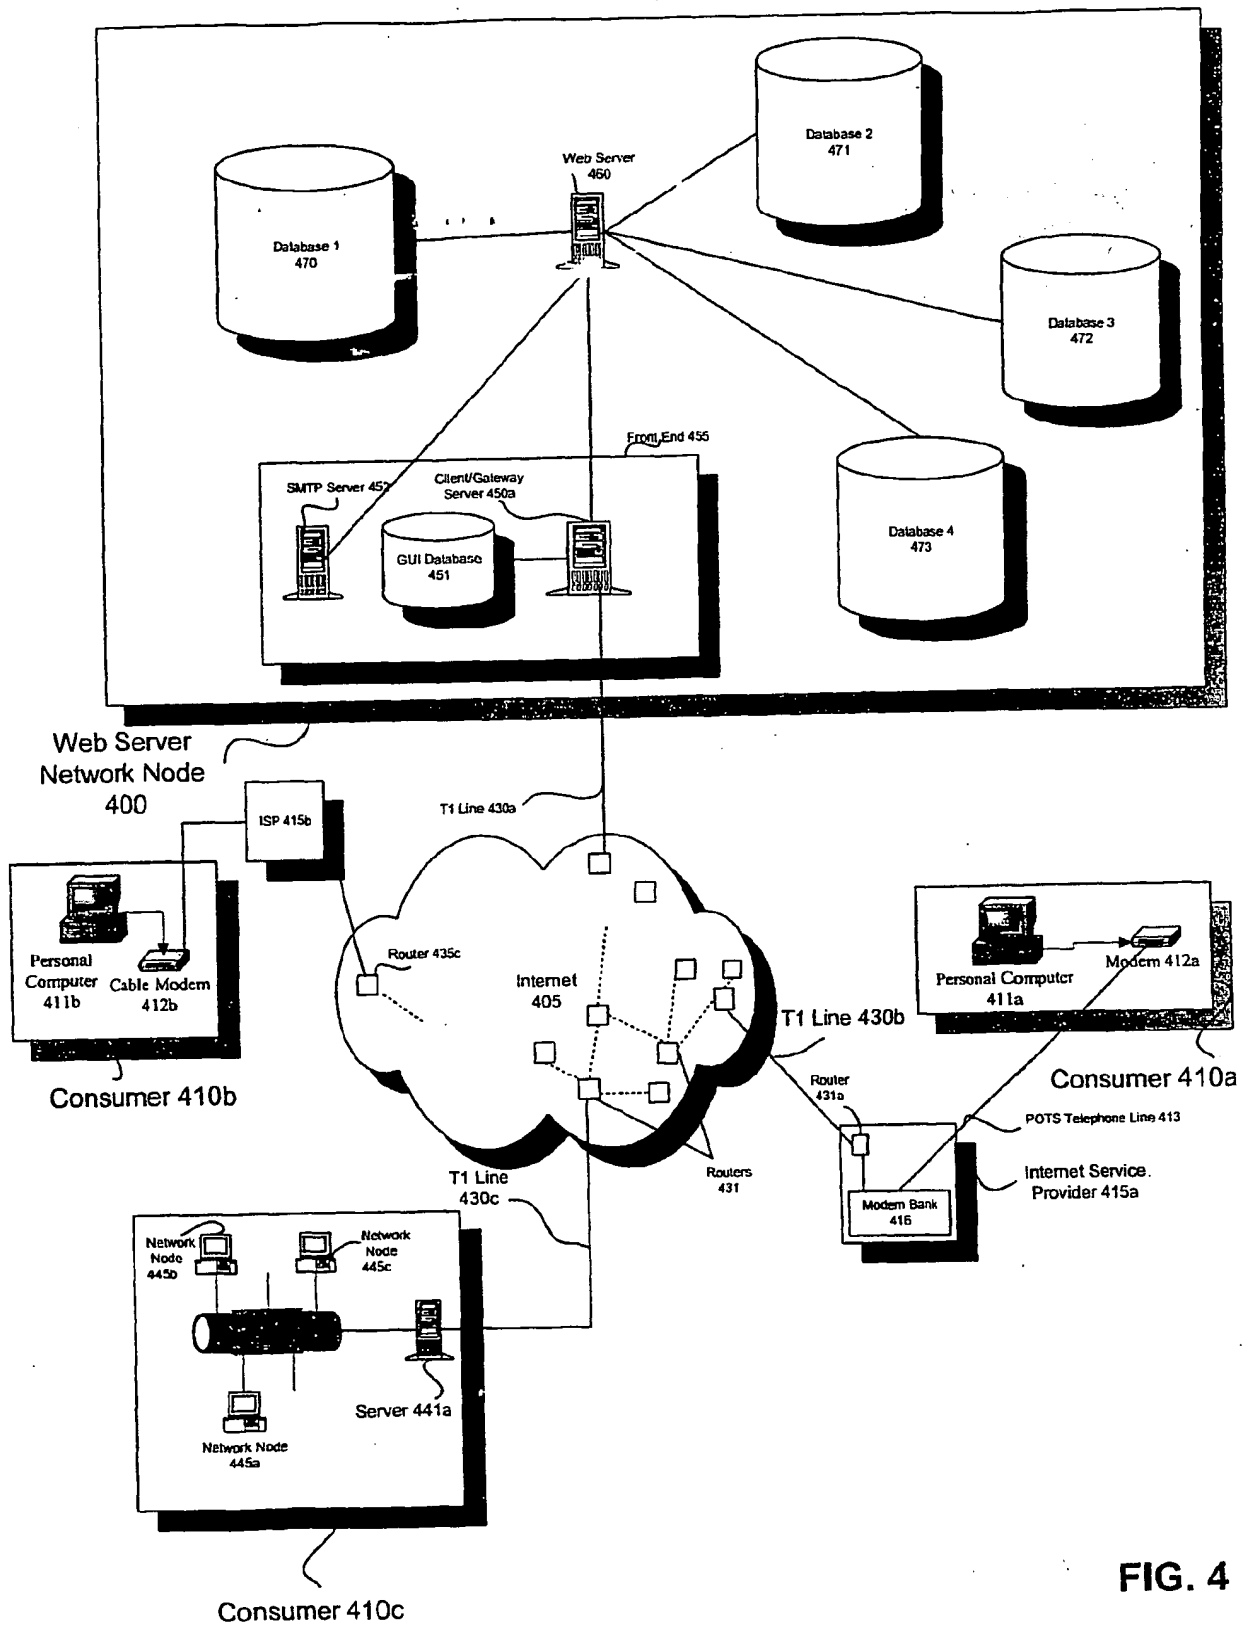 Database 2
471
Web Server
460
Database 1
470
Database 3
472
Front End 455
Client/Gateway
Server 450a
SMTP Server 452
GUI Database
451
Database 4
473
Web Server
Network Node
400
ISP 415b
T1 Line 430a
Personal
Computer
411b
Cable Modem
412b
Router 435c
Internet
405
Personal Computer
411a
Modem 412a
T1 Line 430b
Consumer 410b
Consumer 410a
Router
431a
POTS Telephone Line 413
Routers
431
T1 Line
430c
Internet Service.
Provider 415a
Modem Bank
416
Network
Node
445b
Network
Node
445c
Server 441a
Network Node
445a
Consumer 410c
FIG. 4